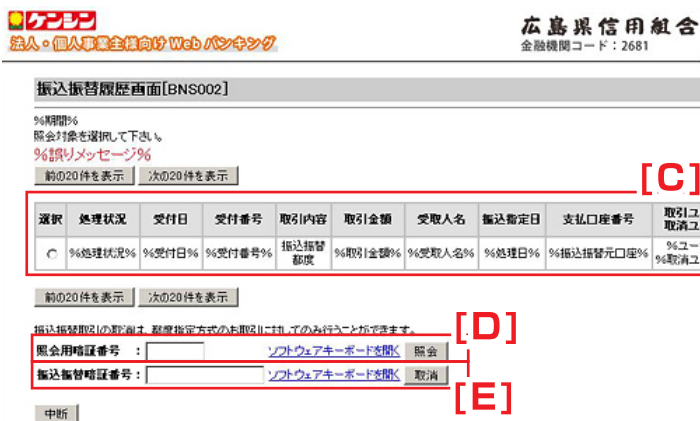 ケンシン
法人・個人事業主様向け Web バンキング
広島県信用組合
金融機関コード：2681
振込振替履歴画面[BNS002]
%期間%
照会対象を選択して下さい。
%誤りメッセージ%
前の20件を表示 次の20件を表示
[C]
選択 処理状況 受付日 受付番号 取引内容 取引金額 受取人名 振込指定日 支払口座番号 取引ユ
取消ユ
%処理状況% %受付日% %受付番号% 振込振替都度 %取引金額% %受取人名% %処理日% %振込振替元口座% %ユー
%取消ユ
前の20件を表示 次の20件を表示
振込振替取引の取消は、都度指定方式のお取引に対してのみ行うことができます。
[D]
照会用暗証番号 ： ソフトウェアキーボードを開く 照会
振込振替暗証番号： ソフトウェアキーボードを開く 取消
[E]
中断